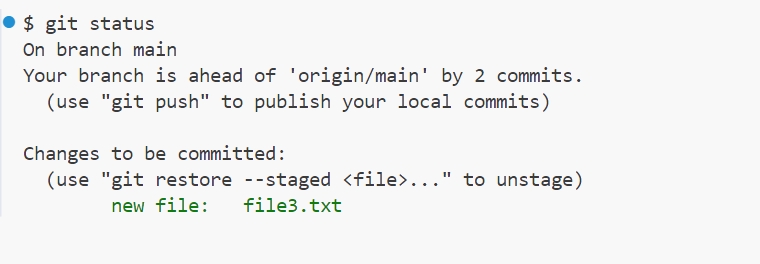 $ git status
On branch main
Your branch is ahead of 'origin/main' by 2 commits.
  (use "git push" to publish your local commits)

Changes to be committed:
  (use "git restore --staged <file>..." to unstage)
        new file:   file3.txt